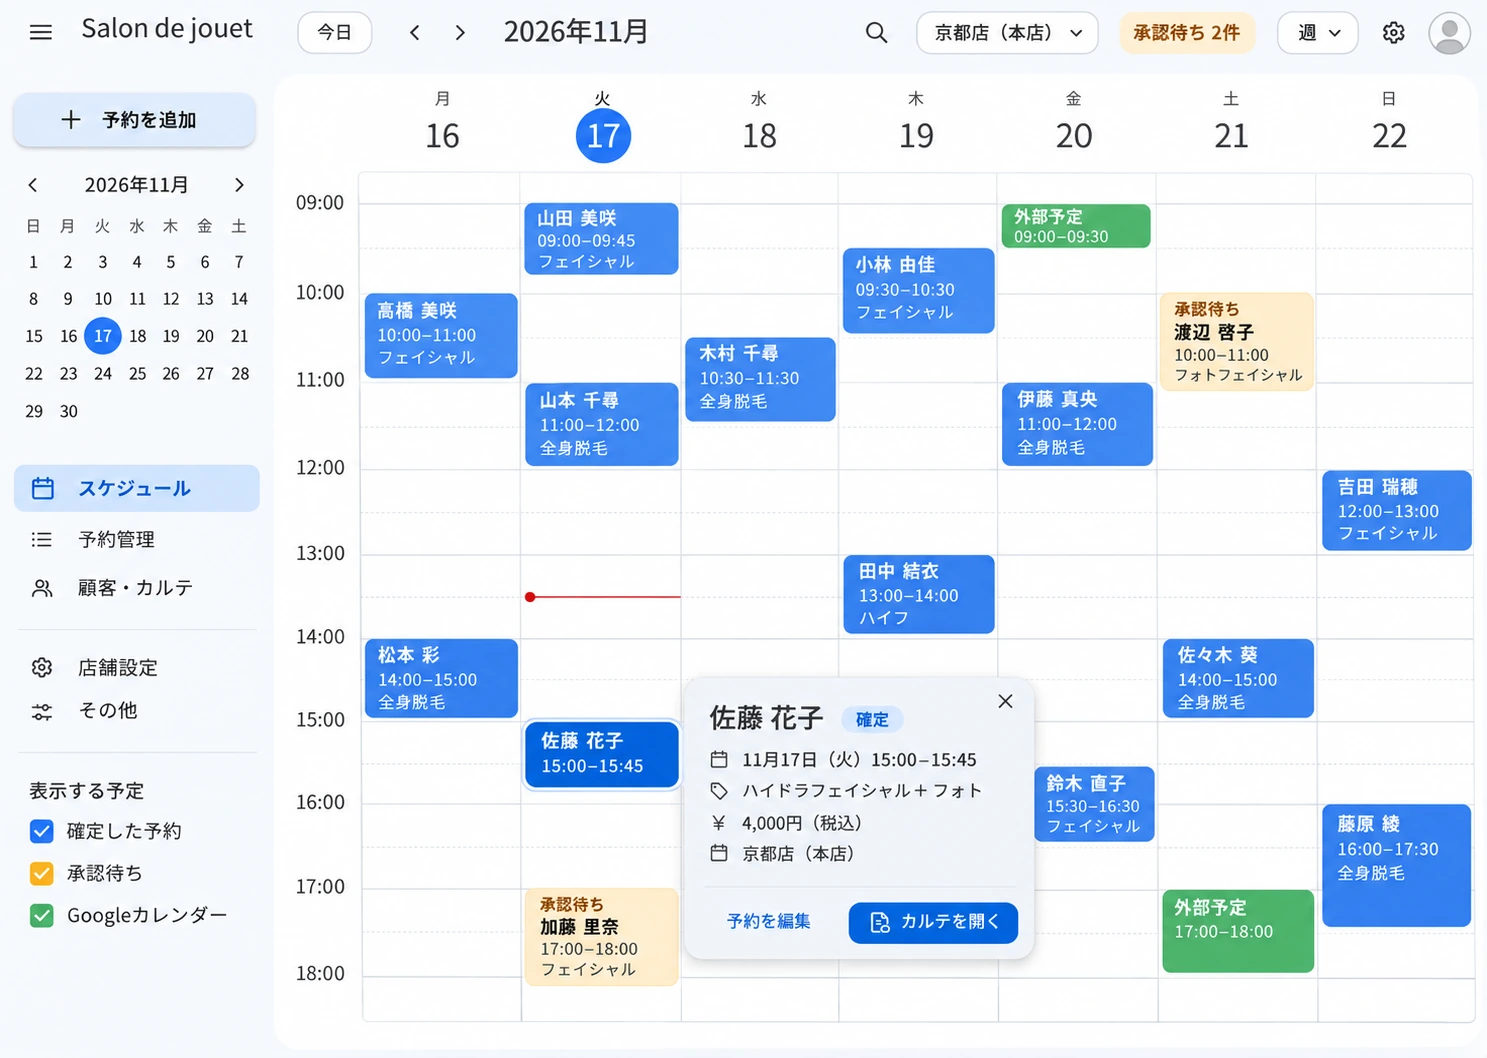 Salon de jouet
今日
2026年11月
京都店（本店）
承認待ち 2件
週
予約を追加
2026年11月
日 月 火 水 木 金 土
1 2 3 4 5 6 7
8 9 10 11 12 13 14
15 16 17 18 19 20 21
22 23 24 25 26 27 28
29 30
スケジュール
予約管理
顧客・カルテ
店舗設定
その他
表示する予定
確定した予約
承認待ち
Googleカレンダー
月 火 水 木 金 土 日
16 17 18 19 20 21 22
09:00
10:00
11:00
12:00
13:00
14:00
15:00
16:00
17:00
18:00
高橋 美咲
10:00–11:00
フェイシャル
松本 彩
14:00–15:00
全身脱毛
山田 美咲
09:00–09:45
フェイシャル
山本 千尋
11:00–12:00
全身脱毛
佐藤 花子
15:00–15:45
承認待ち
加藤 里奈
17:00–18:00
フェイシャル
木村 千尋
10:30–11:30
全身脱毛
小林 由佳
09:30–10:30
フェイシャル
田中 結衣
13:00–14:00
ハイフ
外部予定
09:00–09:30
伊藤 真央
11:00–12:00
全身脱毛
鈴木 直子
15:30–16:30
フェイシャル
承認待ち
渡辺 啓子
10:00–11:00
フォトフェイシャル
佐々木 葵
14:00–15:00
全身脱毛
外部予定
17:00–18:00
吉田 瑞穂
12:00–13:00
フェイシャル
藤原 綾
16:00–17:30
全身脱毛
佐藤 花子
確定
11月17日（火）15:00–15:45
ハイドラフェイシャル＋フォト
¥ 4,000円（税込）
京都店（本店）
予約を編集
カルテを開く